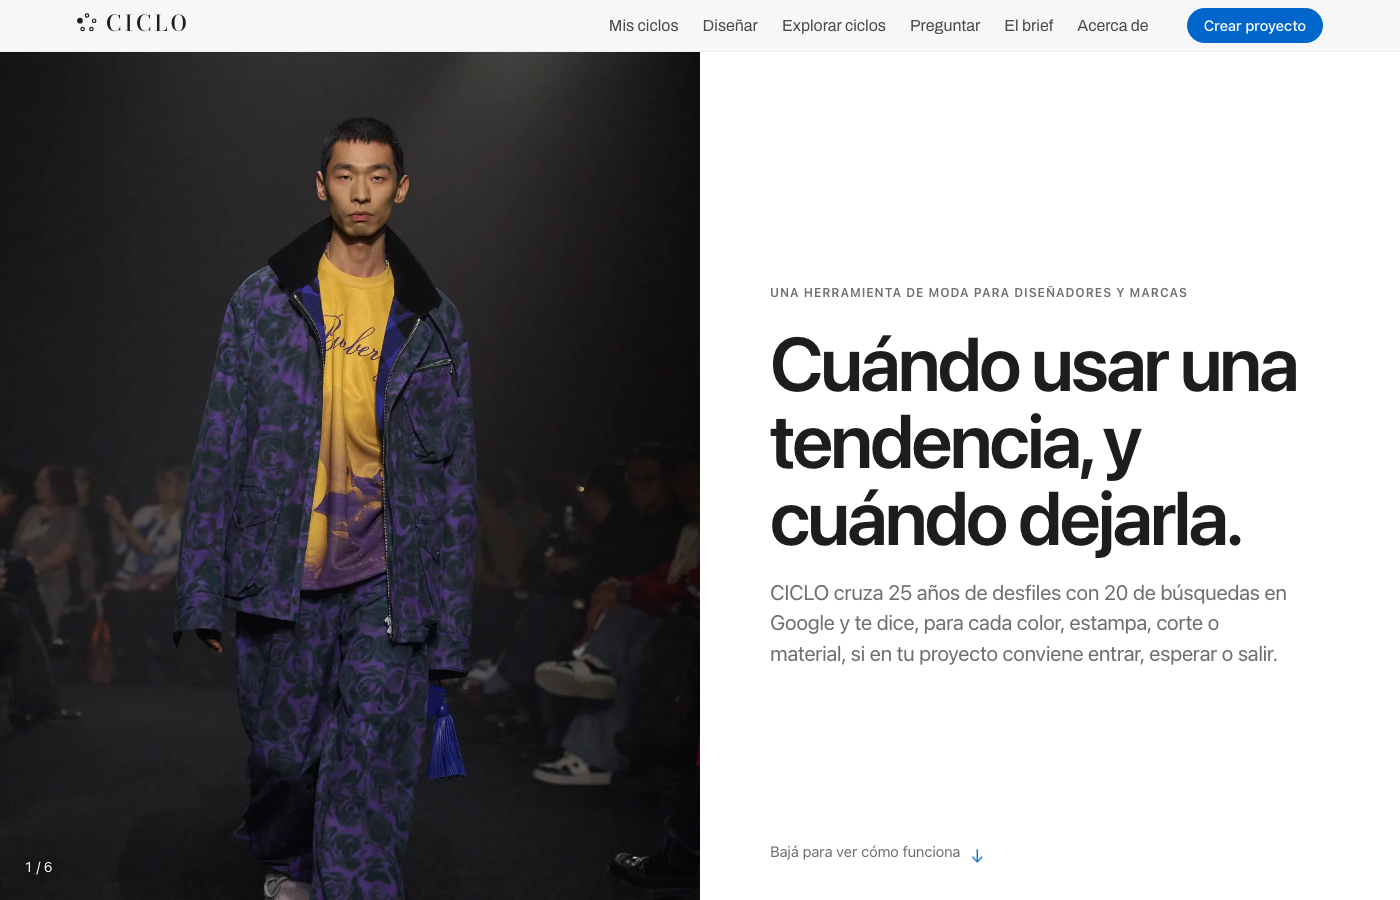 CICLO
Mis ciclos
Diseñar
Explorar ciclos
Preguntar
El brief
Acerca de
Crear proyecto
UNA HERRAMIENTA DE MODA PARA DISEÑADORES Y MARCAS
Cuándo usar una
tendencia, y
cuándo dejarla.
CICLO cruza 25 años de desfiles con 20 de búsquedas en
Google y te dice, para cada color, estampa, corte o
material, si en tu proyecto conviene entrar, esperar o salir.
Bajá para ver cómo funciona
1 / 6